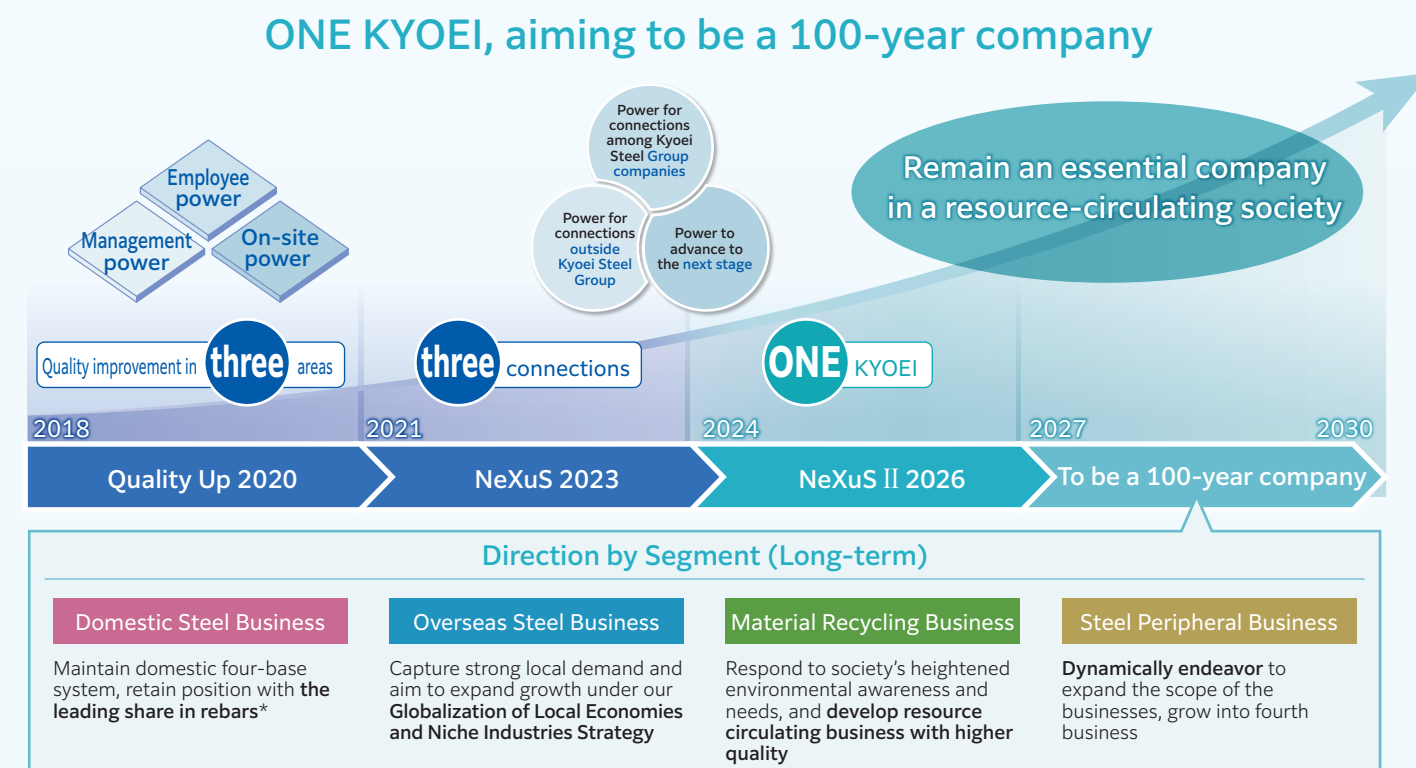 ONE KYOEI, aiming to be a 100-year company
Employee
power
Management
power
On-site
power
Power for
connections
among Kyoei
Steel Group
companies
Power for
connections
outside
Kyoei Steel
Group
Power to
advance to
the next stage
Remain an essential company
in a resource-circulating society
Quality improvement in three areas
three connections
ONE KYOEI
2018
2021
2024
2027
2030
Quality Up 2020
NeXuS 2023
NeXuS II 2026
To be a 100-year company
Direction by Segment (Long-term)
Domestic Steel Business
Maintain domestic four-base
system, retain position with the
leading share in rebars*
Overseas Steel Business
Capture strong local demand and
aim to expand growth under our
Globalization of Local Economies
and Niche Industries Strategy
Material Recycling Business
Respond to society’s heightened
environmental awareness and
needs, and develop resource
circulating business with higher
quality
Steel Peripheral Business
Dynamically endeavor to
expand the scope of the
businesses, grow into fourth
business